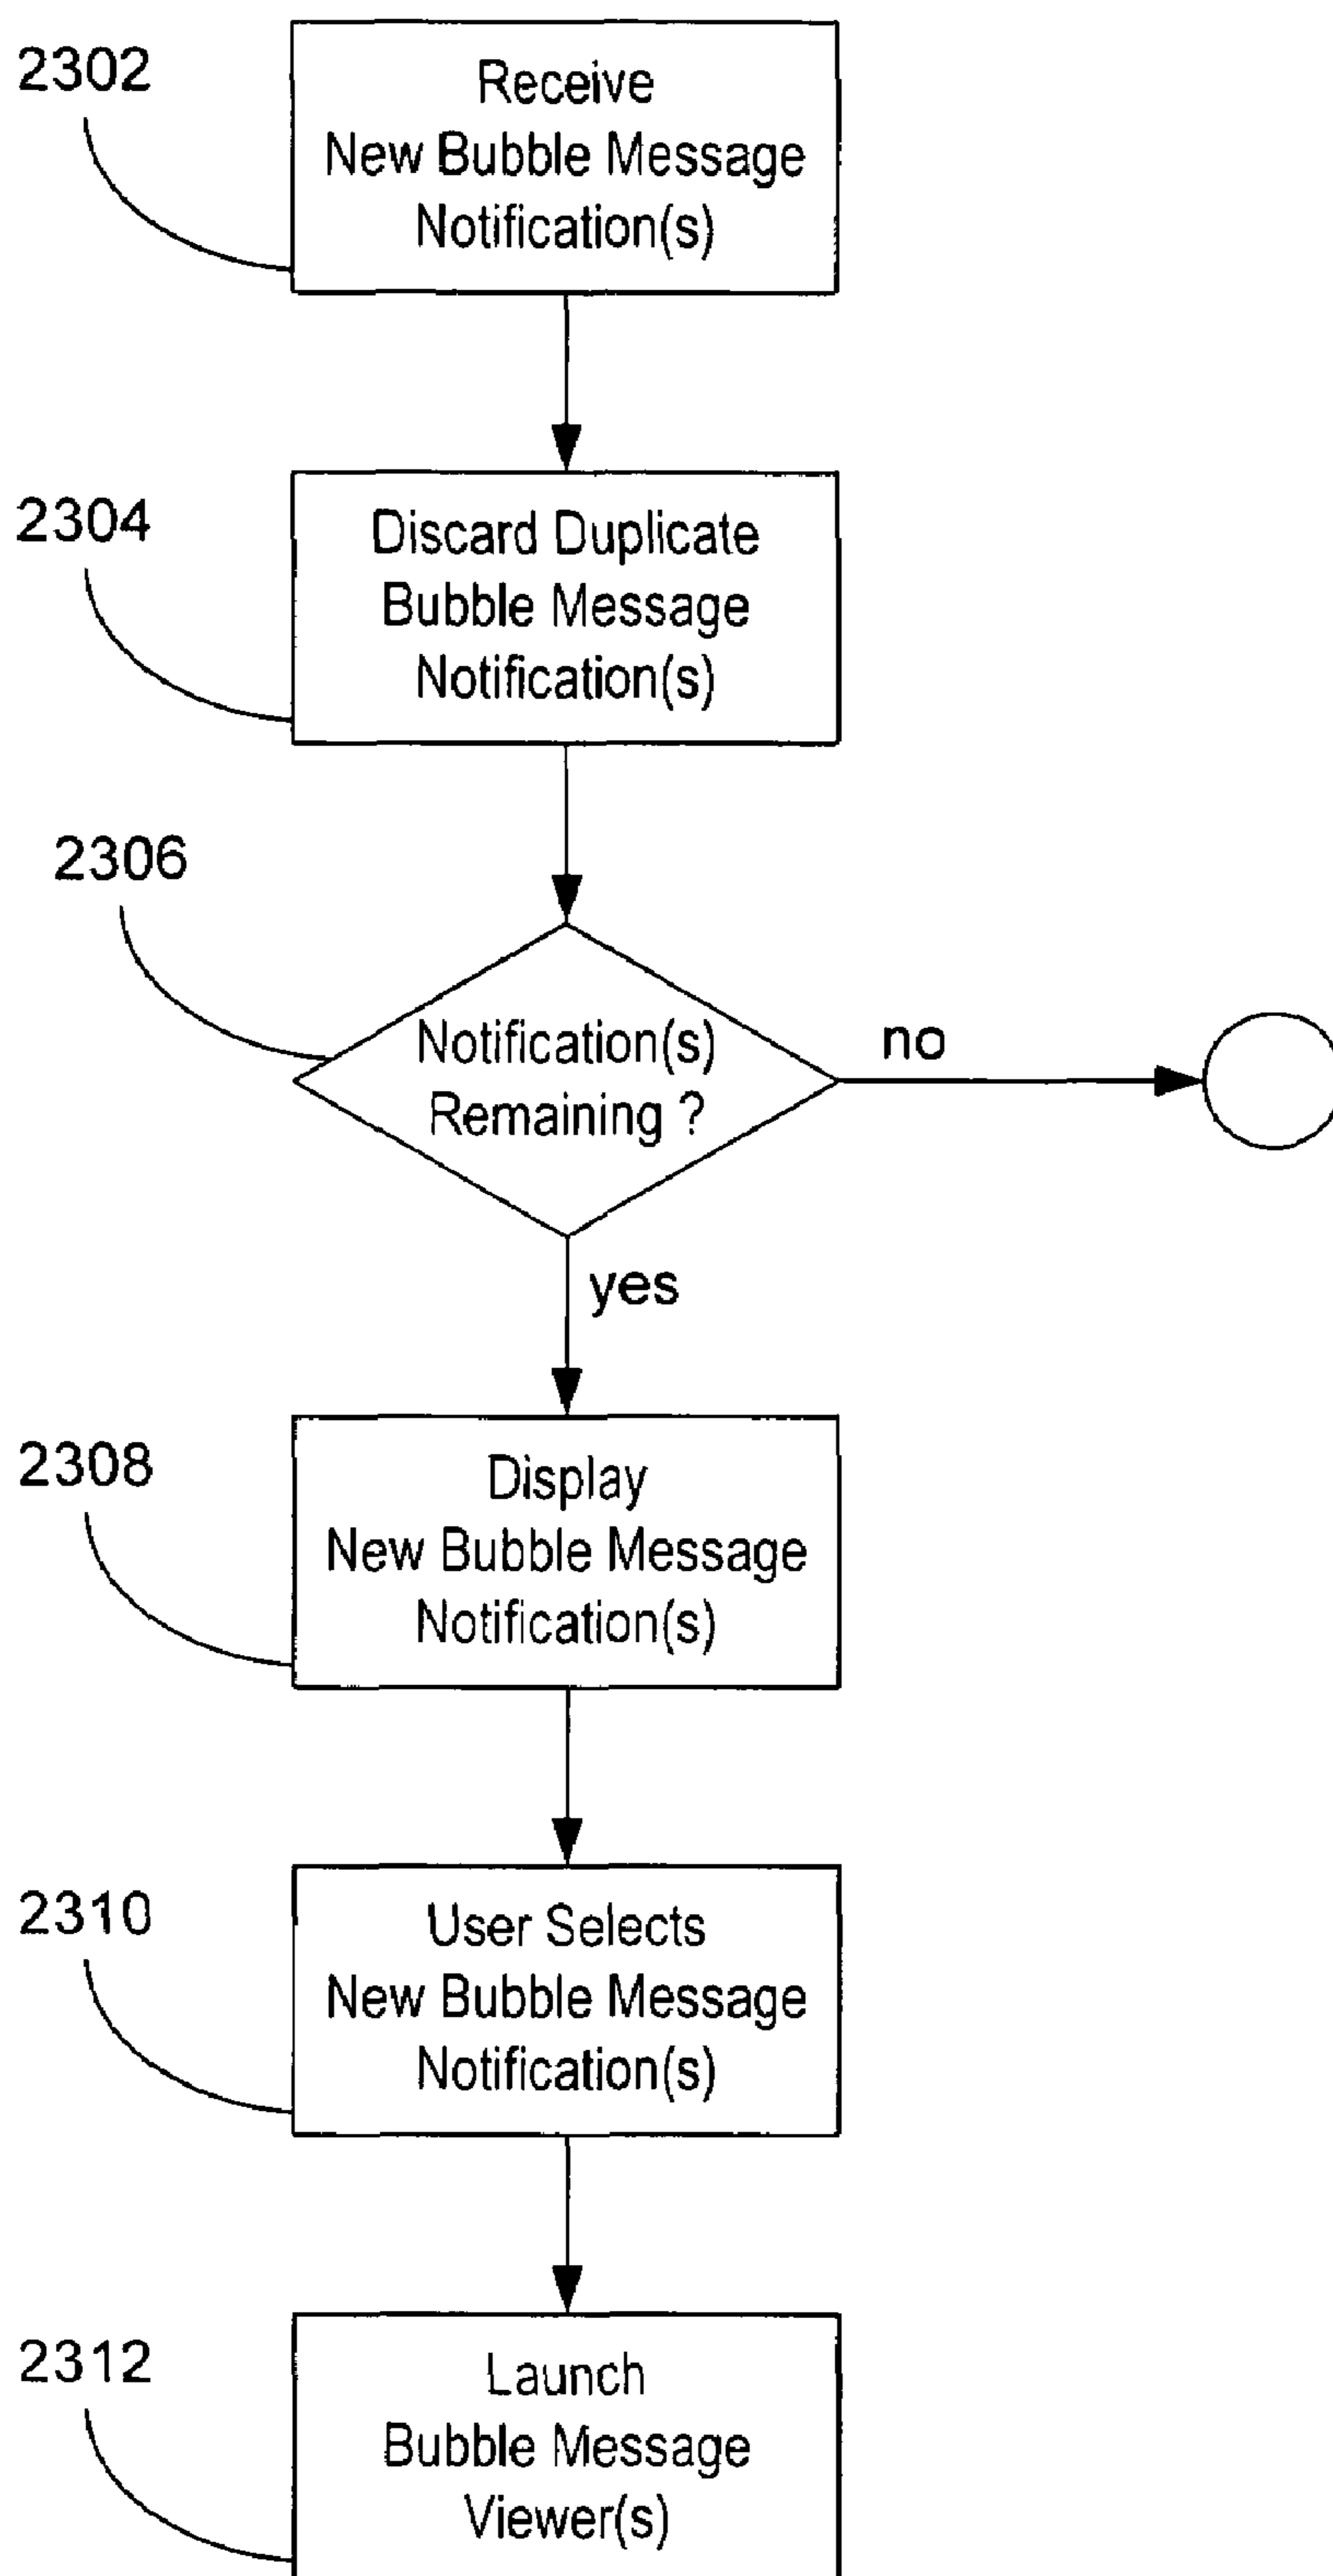 2302
Receive
New Bubble Message
Notification(s)
2304
Discard Duplicate
Bubble Message
Notification(s)
2306
Notification(s)
Remaining ?
no
yes
2308
Display
New Bubble Message
Notification(s)
2310
User Selects
New Bubble Message
Notification(s)
2312
Launch
Bubble Message
Viewer(s)